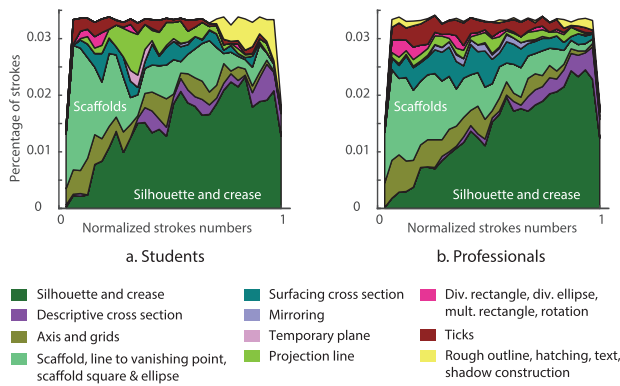 0.03
0.02
0.01
0
Percentage of strokes
Scaffolds
Silhouette and crease
0
1
Normalized strokes numbers
a. Students
0.03
0.02
0.01
0
Scaffolds
Silhouette and crease
0
1
Normalized strokes numbers
b. Professionals
Silhouette and crease
Descriptive cross section
Axis and grids
Scaffold, line to vanishing point,
scaffold square & ellipse
Surfacing cross section
Mirroring
Temporary plane
Projection line
Div. rectangle, div. ellipse,
mult. rectangle, rotation
Ticks
Rough outline, hatching, text,
shadow construction